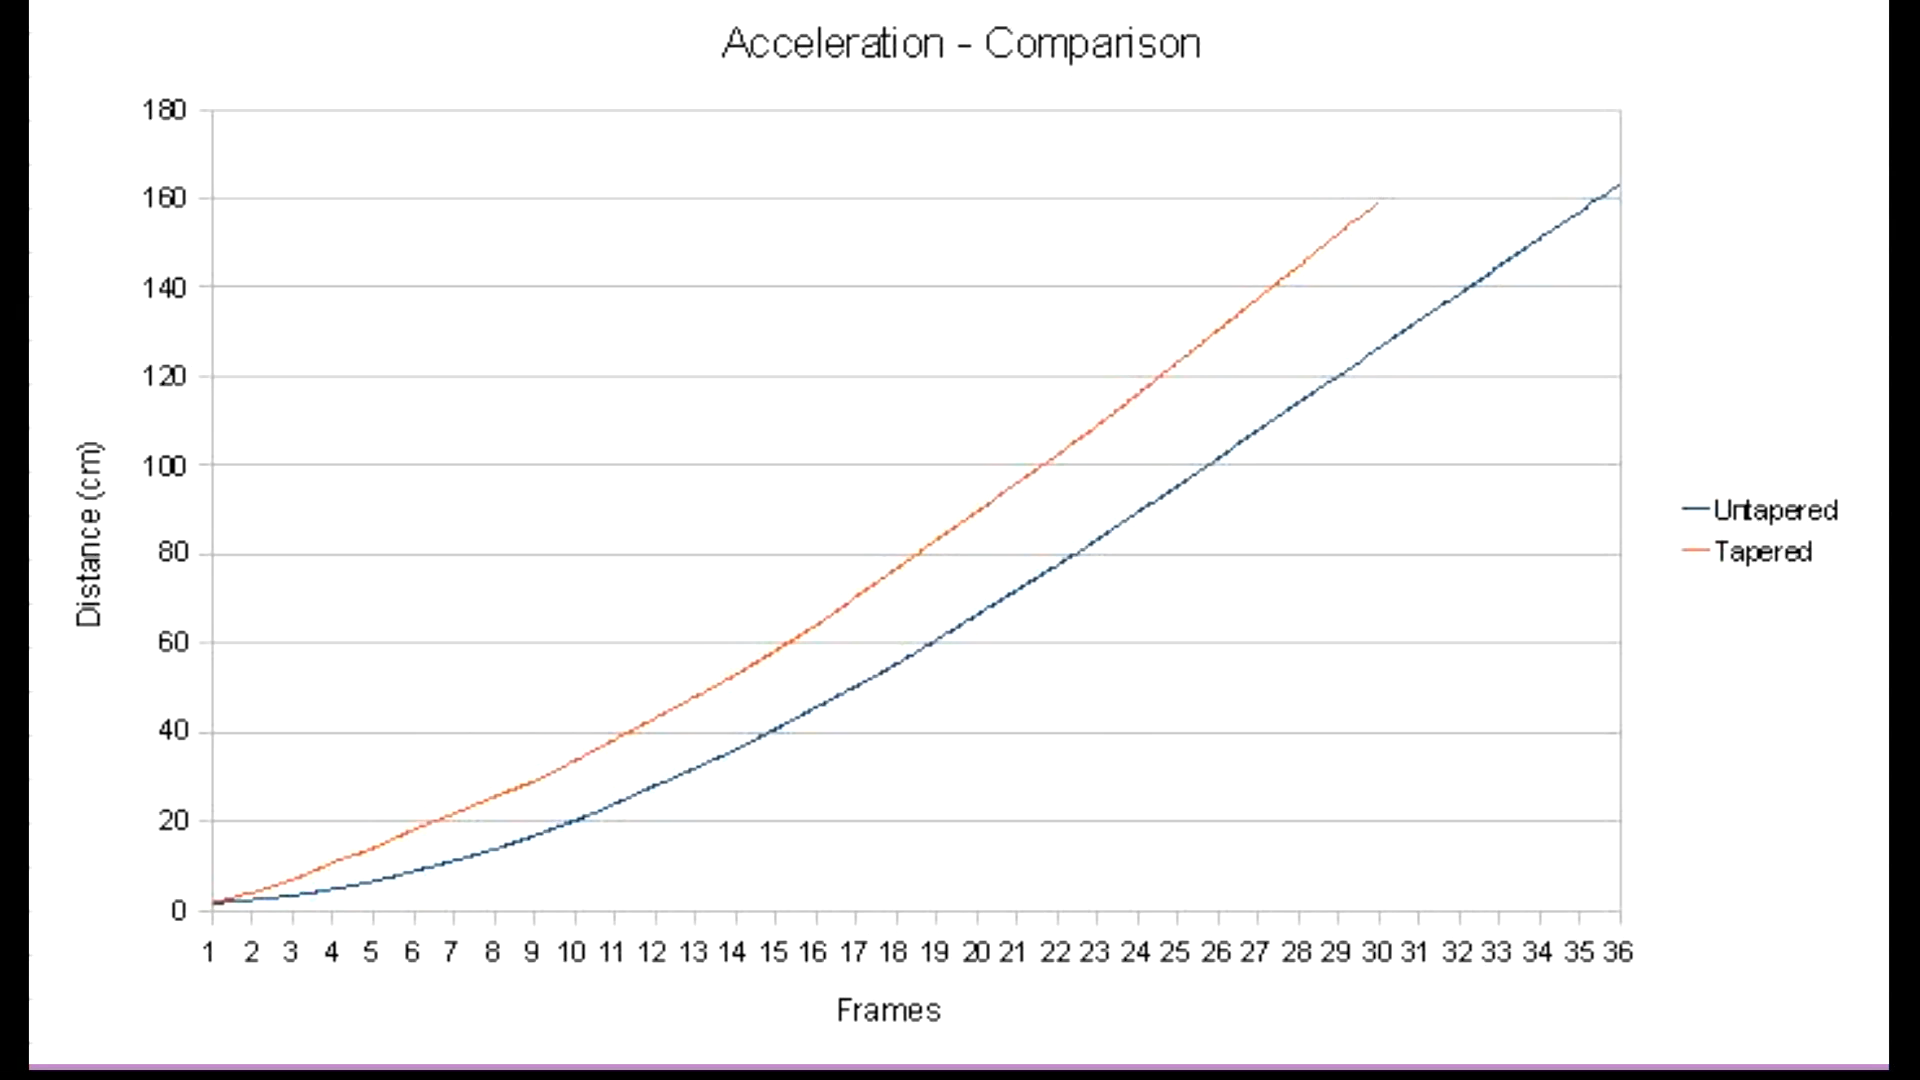 Acceleration - Comparison
180
160
140
120
100
80
60
40
20
0
Distance (cm)
1 2 3 4 5 6 7 8 9 10 11 12 13 14 15 16 17 18 19 20 21 22 23 24 25 26 27 28 29 30 31 32 33 34 35 36
Frames
Untapered
Tapered